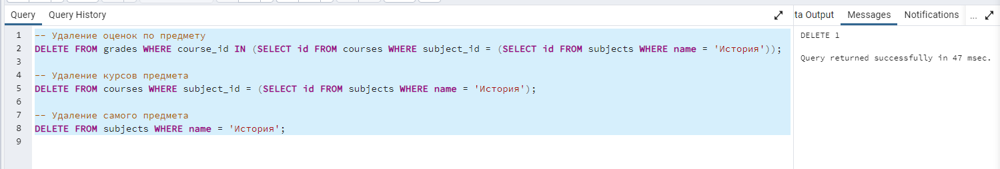 Query Query History
ta Output Messages Notifications ...
1 -- Удаление оценок по предмету
2 DELETE FROM grades WHERE course_id IN (SELECT id FROM courses WHERE subject_id = (SELECT id FROM subjects WHERE name = 'История'));
3
4 -- Удаление курсов предмета
5 DELETE FROM courses WHERE subject_id = (SELECT id FROM subjects WHERE name = 'История');
6
7 -- Удаление самого предмета
8 DELETE FROM subjects WHERE name = 'История';
9
DELETE 1
Query returned successfully in 47 msec.